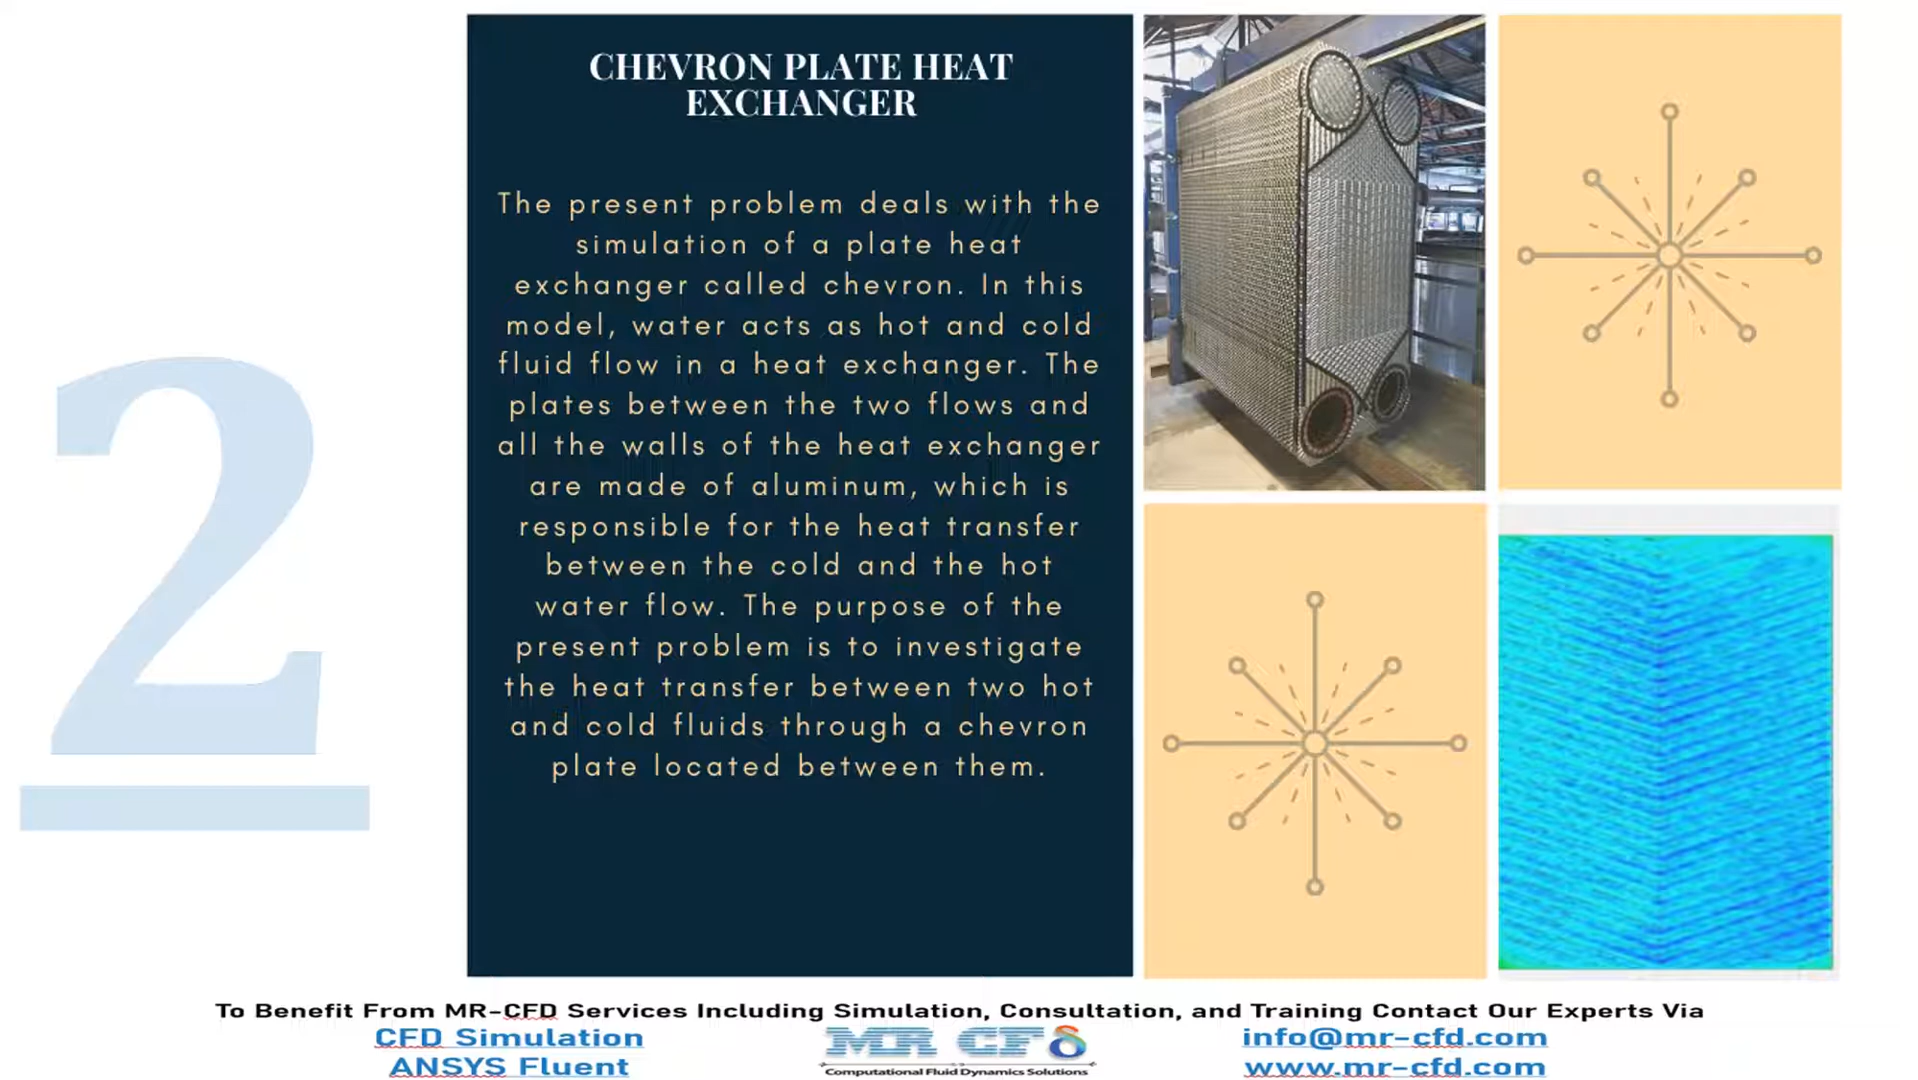 2
CHEVRON PLATE HEAT
EXCHANGER
The present problem deals with the
simulation of a plate heat
exchanger called chevron. In this
model, water acts as hot and cold
fluid flow in a heat exchanger. The
plates between the two flows and
all the walls of the heat exchanger
are made of aluminum, which is
responsible for the heat transfer
between the cold and the hot
water flow. The purpose of the
present problem is to investigate
the heat transfer between two hot
and cold fluids through a chevron
plate located between them.
To Benefit From MR-CFD Services Including Simulation, Consultation, and Training Contact Our Experts Via
CFD Simulation
ANSYS Fluent
MR CFD
Computational Fluid Dynamics Solutions
info@mr-cfd.com
www.mr-cfd.com